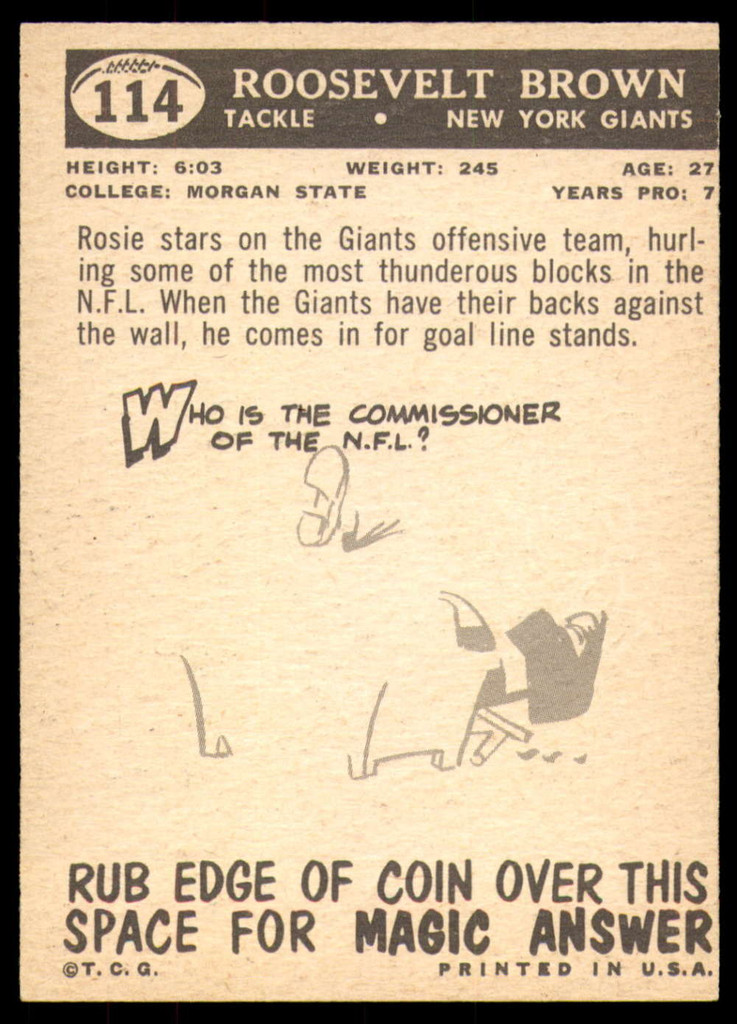 114 ROOSEVELT BROWN
TACKLE • NEW YORK GIANTS
HEIGHT: 6:03 WEIGHT: 245 AGE: 27
COLLEGE: MORGAN STATE YEARS PRO: 7
Rosie stars on the Giants offensive team, hurl-
ing some of the most thunderous blocks in the
N.F.L. When the Giants have their backs against
the wall, he comes in for goal line stands.
WHO IS THE COMMISSIONER
OF THE N.F.L.?
RUB EDGE OF COIN OVER THIS
SPACE FOR MAGIC ANSWER
©T.C.G. PRINTED IN U.S.A.